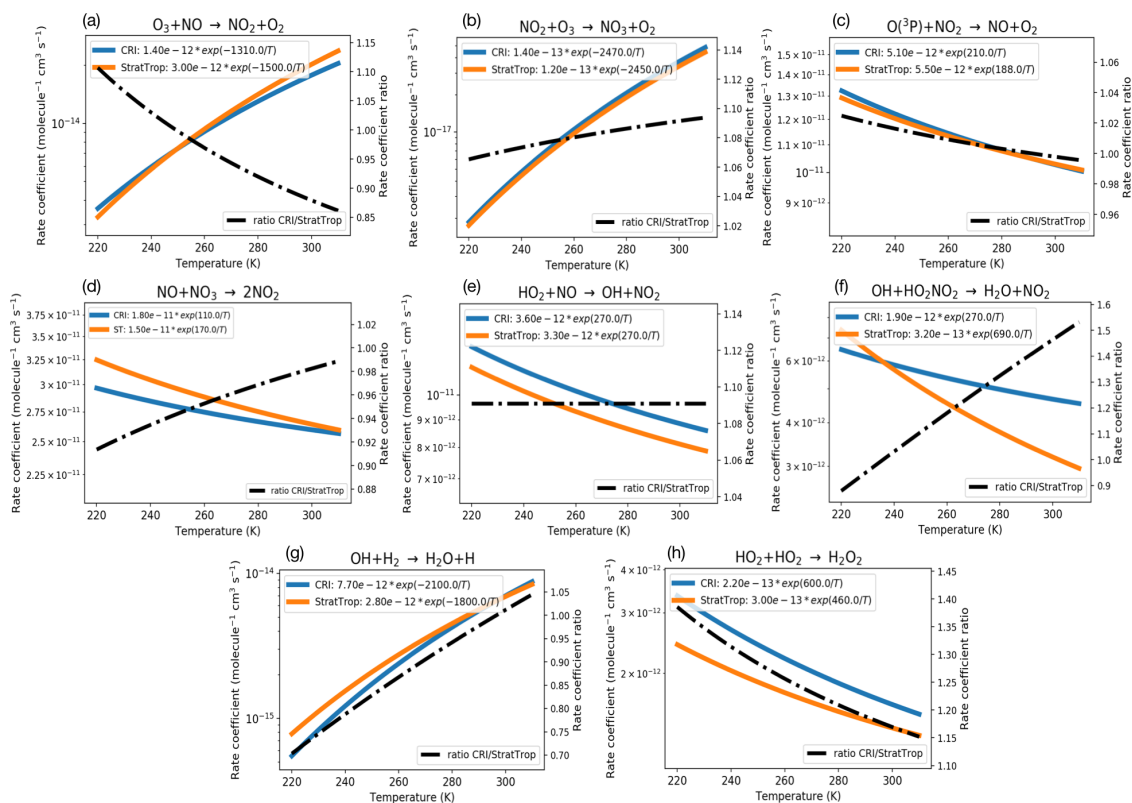 (a)
O₃+NO → NO₂+O₂
CRI: 1.40e−12*exp(−1310.0/T)
StratTrop: 3.00e−12*exp(−1500.0/T)
ratio CRI/StratTrop
Rate coefficient (molecule⁻¹ cm³ s⁻¹)
10⁻¹⁴
Rate coefficient ratio
1.15
1.10
1.05
1.00
0.95
0.90
0.85
220 240 260 280 300
Temperature (K)
(b)
NO₂+O₃ → NO₃+O₂
CRI: 1.40e−13*exp(−2470.0/T)
StratTrop: 1.20e−13*exp(−2450.0/T)
ratio CRI/StratTrop
Rate coefficient (molecule⁻¹ cm³ s⁻¹)
10⁻¹⁷
Rate coefficient ratio
1.14
1.12
1.10
1.08
1.06
1.04
1.02
220 240 260 280 300
Temperature (K)
(c)
O(³P)+NO₂ → NO+O₂
CRI: 5.10e−12*exp(210.0/T)
StratTrop: 5.50e−12*exp(188.0/T)
ratio CRI/StratTrop
Rate coefficient (molecule⁻¹ cm³ s⁻¹)
1.5×10⁻¹¹
1.3×10⁻¹¹
1.2×10⁻¹¹
1.1×10⁻¹¹
10⁻¹¹
9×10⁻¹²
Rate coefficient ratio
1.06
1.04
1.02
1.00
0.98
0.96
220 240 260 280 300
Temperature (K)
(d)
NO+NO₃ → 2NO₂
CRI: 1.80e−11*exp(110.0/T)
ST: 1.50e−11*exp(170.0/T)
ratio CRI/StratTrop
Rate coefficient (molecule⁻¹ cm³ s⁻¹)
3.75×10⁻¹¹
3.5×10⁻¹¹
3.25×10⁻¹¹
3×10⁻¹¹
2.75×10⁻¹¹
2.5×10⁻¹¹
2.25×10⁻¹¹
Rate coefficient ratio
1.02
1.00
0.98
0.96
0.94
0.92
0.90
0.88
220 240 260 280 300
Temperature (K)
(e)
HO₂+NO → OH+NO₂
CRI: 3.60e−12*exp(270.0/T)
StratTrop: 3.30e−12*exp(270.0/T)
ratio CRI/StratTrop
Rate coefficient (molecule⁻¹ cm³ s⁻¹)
10⁻¹¹
9×10⁻¹²
8×10⁻¹²
7×10⁻¹²
Rate coefficient ratio
1.14
1.12
1.10
1.08
1.06
1.04
220 240 260 280 300
Temperature (K)
(f)
OH+HO₂NO₂ → H₂O+NO₂
CRI: 1.90e−12*exp(270.0/T)
StratTrop: 3.20e−13*exp(690.0/T)
ratio CRI/StratTrop
Rate coefficient (molecule⁻¹ cm³ s⁻¹)
6×10⁻¹²
4×10⁻¹²
3×10⁻¹²
Rate coefficient ratio
1.6
1.5
1.4
1.3
1.2
1.1
1.0
0.9
220 240 260 280 300
Temperature (K)
(g)
OH+H₂ → H₂O+H
CRI: 7.70e−12*exp(−2100.0/T)
StratTrop: 2.80e−12*exp(−1800.0/T)
ratio CRI/StratTrop
Rate coefficient (molecule⁻¹ cm³ s⁻¹)
10⁻¹⁴
10⁻¹⁵
Rate coefficient ratio
1.05
1.00
0.95
0.90
0.85
0.80
0.75
0.70
220 240 260 280 300
Temperature (K)
(h)
HO₂+HO₂ → H₂O₂
CRI: 2.20e−13*exp(600.0/T)
StratTrop: 3.00e−13*exp(460.0/T)
ratio CRI/StratTrop
Rate coefficient (molecule⁻¹ cm³ s⁻¹)
4×10⁻¹²
3×10⁻¹²
2×10⁻¹²
Rate coefficient ratio
1.45
1.40
1.35
1.30
1.25
1.20
1.15
1.10
220 240 260 280 300
Temperature (K)